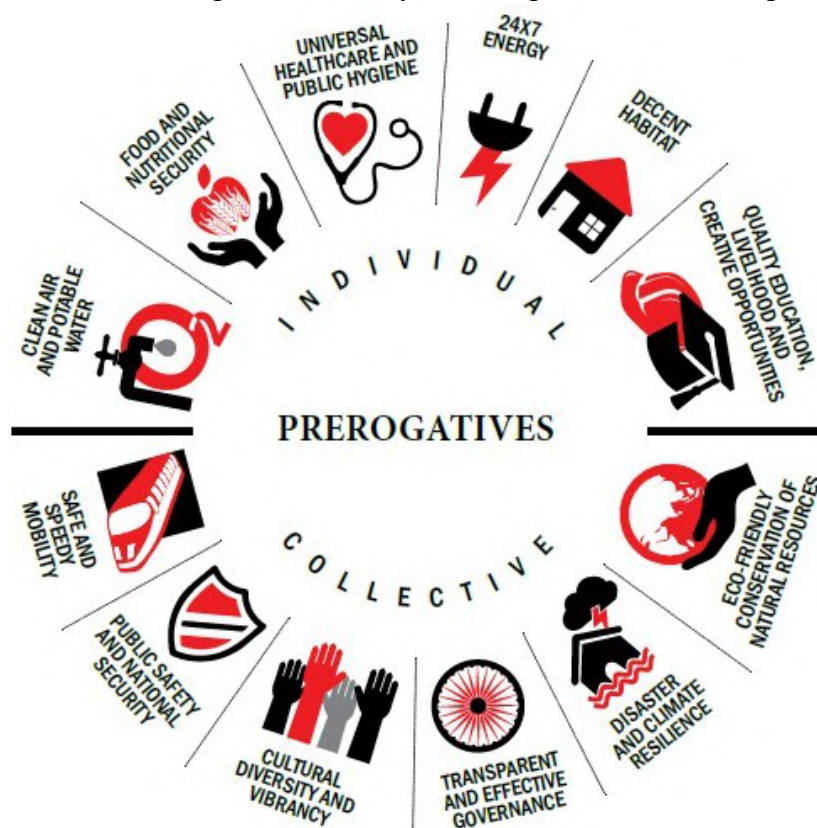 CLEAN AIR
AND POTABLE
WATER
FOOD AND
NUTRITIONAL
SECURITY
UNIVERSAL
HEALTHCARE AND
PUBLIC HYGIENE
24X7
ENERGY
DECENT
HABITAT
QUALITY EDUCATION,
LIVELIHOOD AND
CREATIVE OPPORTUNITIES
2
INDIVIDUAL
PREROGATIVES
COLLECTIVE
SAFE AND
SPEEDY
MOBILITY
PUBLIC SAFETY
AND NATIONAL
SECURITY
CULTURAL
DIVERSITY AND
VIBRANCY
TRANSPARENT
AND EFFECTIVE
GOVERNANCE
DISASTER
AND CLIMATE
RESILIENCE
ECO-FRIENDLY
CONSERVATION OF
NATURAL RESOURCES